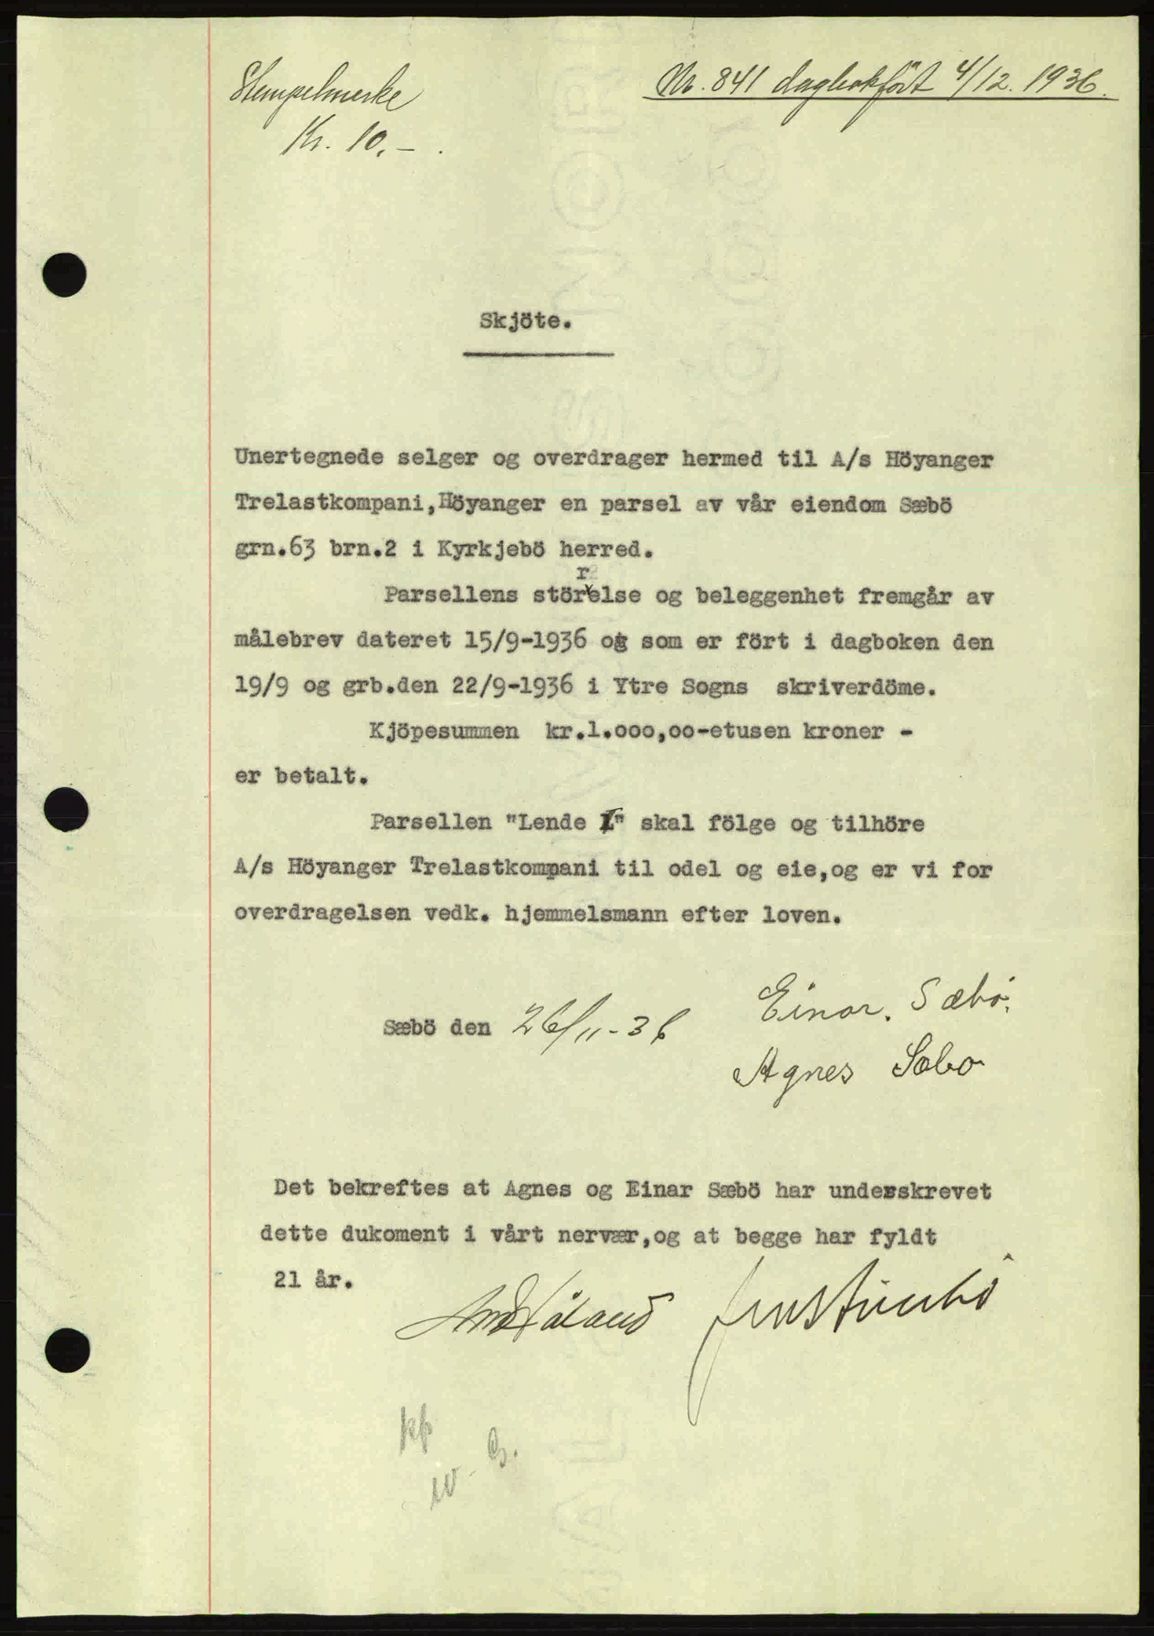 Stempelmerke
Kr. 10.-.
Nr. 841 dagbokført 4/12. 1936.
Skjöte.
Unertegnede selger og overdrager hermed til A/s Höyanger
Trelastkompani, Höyanger en parsel av vår eiendom Sæbö
grn.63 brn.2 i Kyrkjebö herred.
r
Parsellens störelse og beleggenhet fremgår av
målebrev dateret 15/9-1936 og som er fört i dagboken den
19/9 og grb.den 22/9-1936 i Ytre Sogns skriverdöme.
Kjöpesummen kr.1.000,00-etusen kroner -
er betalt.
Parsellen "Lende I" skal fölge og tilhöre
A/s Höyanger Trelastkompani til odel og eie,og er vi for
overdragelsen vedk. hjemmelsmann efter loven.
Sæbö den 26/11-36
Einar. Sæbø.
Agnes Sæbø
Det bekreftes at Agnes og Einar Sæbö har underskrevet
dette dukoment i vårt nervær,og at begge har fyldt
21 år.